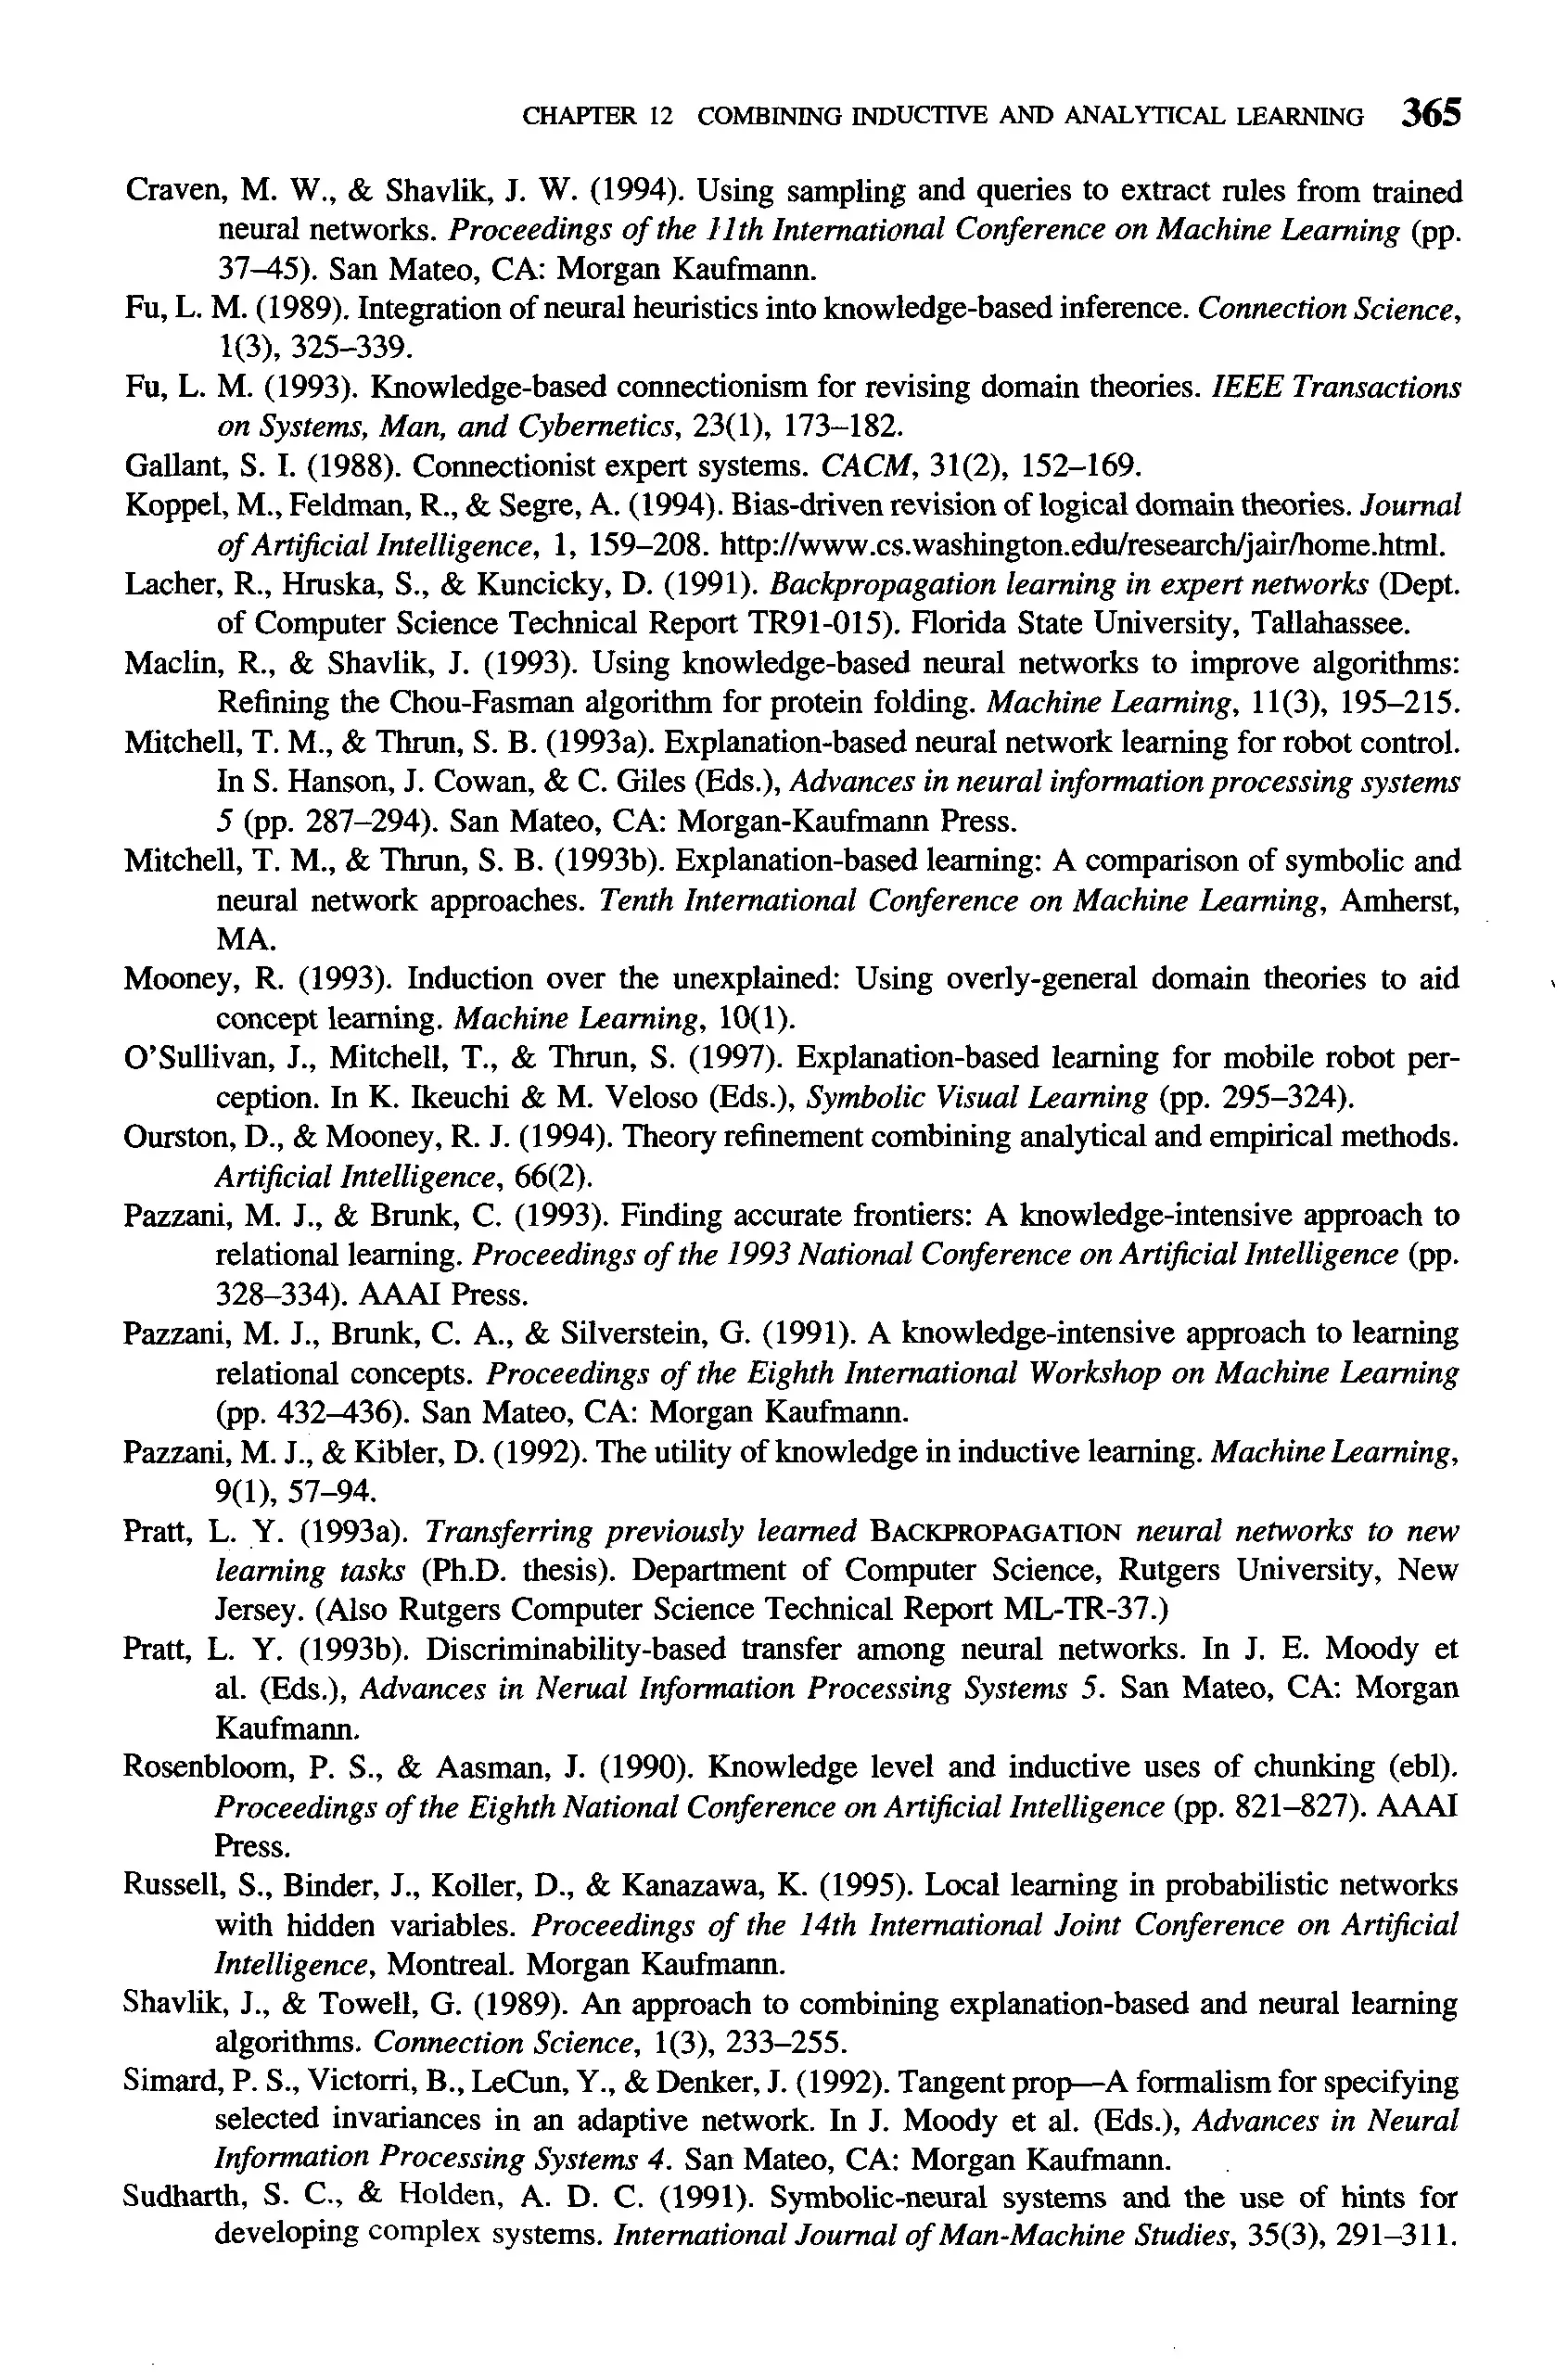 CHAPTER 12 COMBINING INDUCTIVE AND ANALYTICAL LEARNING 365
Craven, M. W., & Shavlik, J. W. (1994). Using sampling and queries to extract rules from trained
neural networks. Proceedings of the 11th International Conference on Machine Learning (pp.
37–45). San Mateo, CA: Morgan Kaufmann.
Fu, L. M. (1989). Integration of neural heuristics into knowledge-based inference. Connection Science,
1(3), 325–339.
Fu, L. M. (1993). Knowledge-based connectionism for revising domain theories. IEEE Transactions
on Systems, Man, and Cybernetics, 23(1), 173–182.
Gallant, S. I. (1988). Connectionist expert systems. CACM, 31(2), 152–169.
Koppel, M., Feldman, R., & Segre, A. (1994). Bias-driven revision of logical domain theories. Journal
of Artificial Intelligence, 1, 159–208. http://www.cs.washington.edu/research/jair/home.html.
Lacher, R., Hruska, S., & Kuncicky, D. (1991). Backpropagation learning in expert networks (Dept.
of Computer Science Technical Report TR91-015). Florida State University, Tallahassee.
Maclin, R., & Shavlik, J. (1993). Using knowledge-based neural networks to improve algorithms:
Refining the Chou-Fasman algorithm for protein folding. Machine Learning, 11(3), 195–215.
Mitchell, T. M., & Thrun, S. B. (1993a). Explanation-based neural network learning for robot control.
In S. Hanson, J. Cowan, & C. Giles (Eds.), Advances in neural information processing systems
5 (pp. 287–294). San Mateo, CA: Morgan-Kaufmann Press.
Mitchell, T. M., & Thrun, S. B. (1993b). Explanation-based learning: A comparison of symbolic and
neural network approaches. Tenth International Conference on Machine Learning, Amherst,
MA.
Mooney, R. (1993). Induction over the unexplained: Using overly-general domain theories to aid
concept learning. Machine Learning, 10(1).
O'Sullivan, J., Mitchell, T., & Thrun, S. (1997). Explanation-based learning for mobile robot per-
ception. In K. Ikeuchi & M. Veloso (Eds.), Symbolic Visual Learning (pp. 295–324).
Ourston, D., & Mooney, R. J. (1994). Theory refinement combining analytical and empirical methods.
Artificial Intelligence, 66(2).
Pazzani, M. J., & Brunk, C. (1993). Finding accurate frontiers: A knowledge-intensive approach to
relational learning. Proceedings of the 1993 National Conference on Artificial Intelligence (pp.
328–334). AAAI Press.
Pazzani, M. J., Brunk, C. A., & Silverstein, G. (1991). A knowledge-intensive approach to learning
relational concepts. Proceedings of the Eighth International Workshop on Machine Learning
(pp. 432–436). San Mateo, CA: Morgan Kaufmann.
Pazzani, M. J., & Kibler, D. (1992). The utility of knowledge in inductive learning. Machine Learning,
9(1), 57–94.
Pratt, L. Y. (1993a). Transferring previously learned BACKPROPAGATION neural networks to new
learning tasks (Ph.D. thesis). Department of Computer Science, Rutgers University, New
Jersey. (Also Rutgers Computer Science Technical Report ML-TR-37.)
Pratt, L. Y. (1993b). Discriminability-based transfer among neural networks. In J. E. Moody et
al. (Eds.), Advances in Nerual Information Processing Systems 5. San Mateo, CA: Morgan
Kaufmann.
Rosenbloom, P. S., & Aasman, J. (1990). Knowledge level and inductive uses of chunking (ebl).
Proceedings of the Eighth National Conference on Artificial Intelligence (pp. 821–827). AAAI
Press.
Russell, S., Binder, J., Koller, D., & Kanazawa, K. (1995). Local learning in probabilistic networks
with hidden variables. Proceedings of the 14th International Joint Conference on Artificial
Intelligence, Montreal. Morgan Kaufmann.
Shavlik, J., & Towell, G. (1989). An approach to combining explanation-based and neural learning
algorithms. Connection Science, 1(3), 233–255.
Simard, P. S., Victorri, B., LeCun, Y., & Denker, J. (1992). Tangent prop—A formalism for specifying
selected invariances in an adaptive network. In J. Moody et al. (Eds.), Advances in Neural
Information Processing Systems 4. San Mateo, CA: Morgan Kaufmann.
Sudharth, S. C., & Holden, A. D. C. (1991). Symbolic-neural systems and the use of hints for
developing complex systems. International Journal of Man-Machine Studies, 35(3), 291–311.